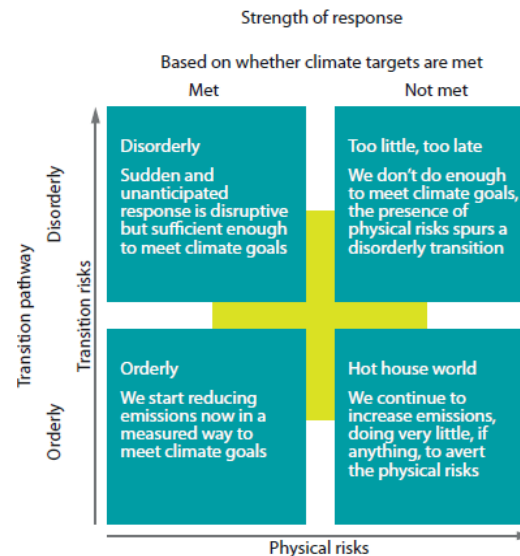 Strength of response
Based on whether climate targets are met
Met
Not met
Disorderly
Sudden and
unanticipated
response is disruptive
but sufficient enough
to meet climate goals
Too little, too late
We don’t do enough
to meet climate goals,
the presence of
physical risks spurs a
disorderly transition
Transition pathway
Disorderly
Orderly
Transition risks
Orderly
We start reducing
emissions now in a
measured way to
meet climate goals
Hot house world
We continue to
increase emissions,
doing very little, if
anything, to avert
the physical risks
Physical risks